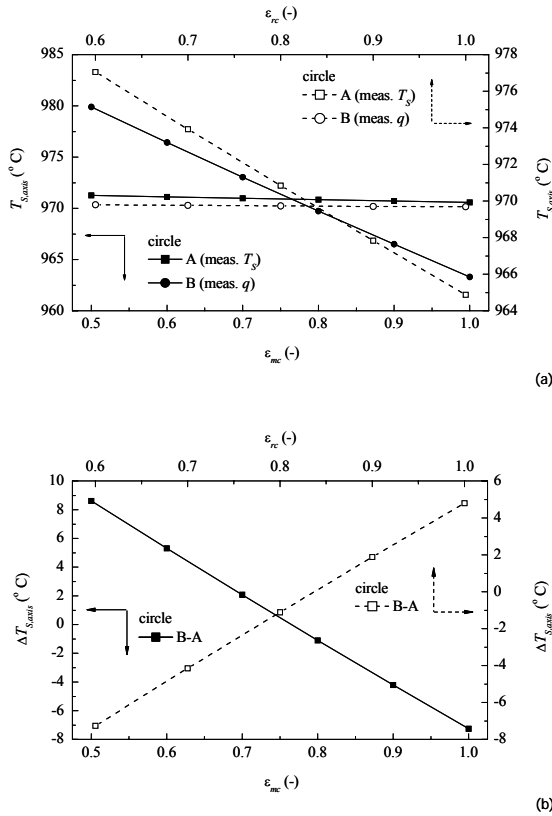 ε_rc (-)
0.6 0.7 0.8 0.9 1.0
985
980
975
970
965
960
T_S,axis (° C)
978
976
974
972
970
968
966
964
T_S,axis (° C)
circle
A (meas. T_S)
B (meas. q)
circle
A (meas. T_S)
B (meas. q)
0.5 0.6 0.7 0.8 0.9 1.0
ε_mc (-)
(a)
ε_rc (-)
0.6 0.7 0.8 0.9 1.0
10
8
6
4
2
0
-2
-4
-6
-8
ΔT_S,axis (° C)
6
4
2
0
-2
-4
-6
-8
ΔT_S,axis (° C)
circle
B-A
circle
B-A
0.5 0.6 0.7 0.8 0.9 1.0
ε_mc (-)
(b)